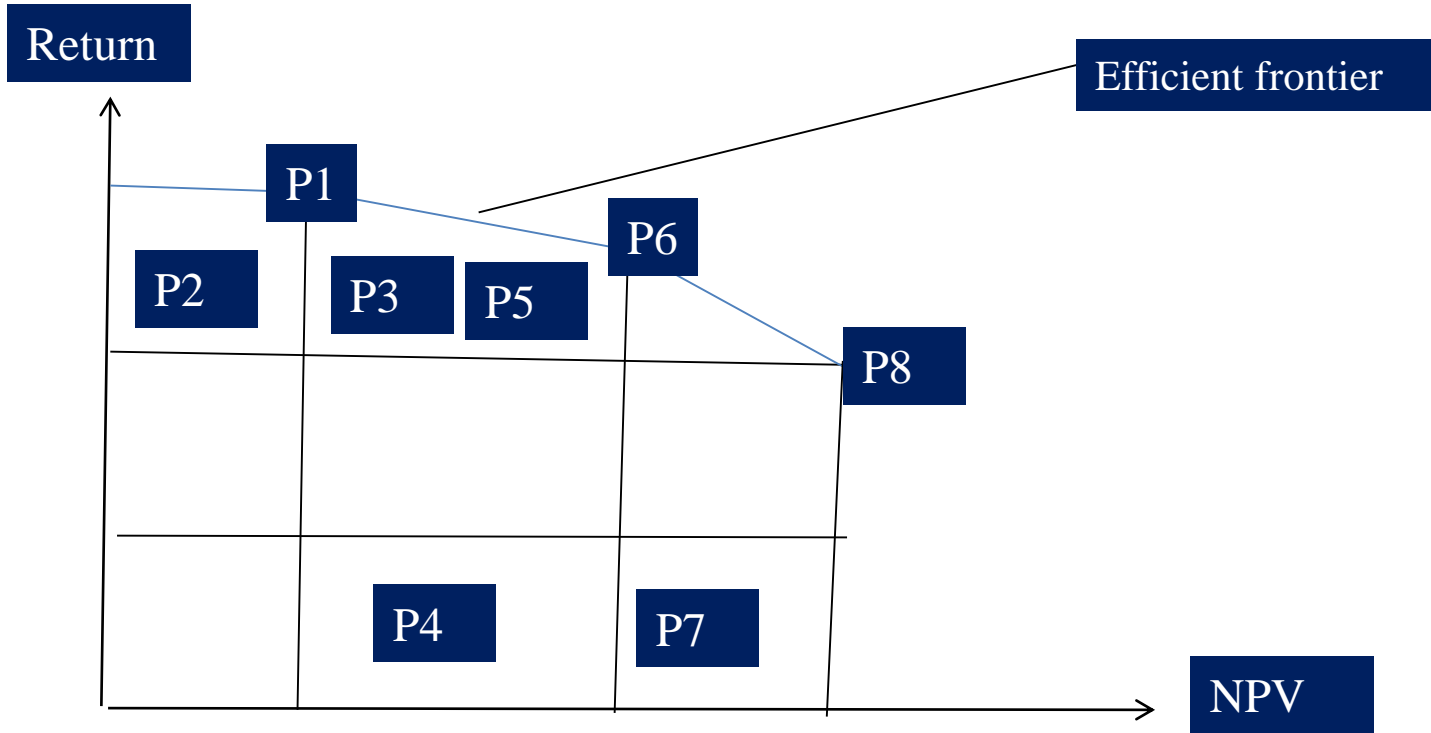 Return
Efficient frontier
P1
P6
P2
P3
P5
P8
P4
P7
NPV